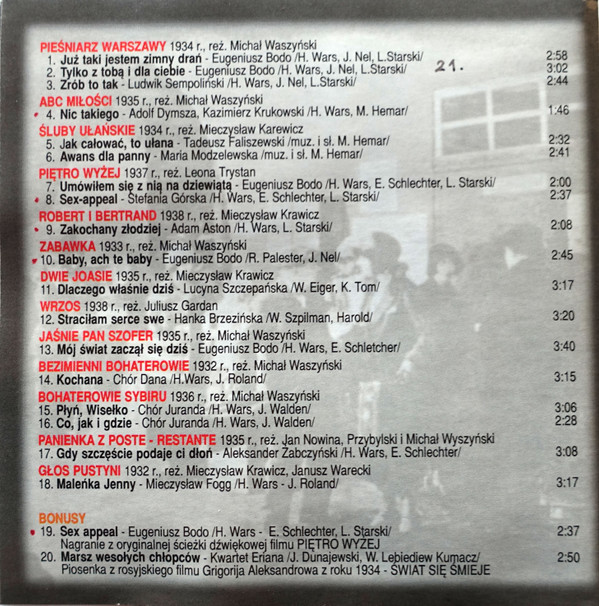 PIEŚNIARZ WARSZAWY 1934 r., reż. Michał Waszyński
1. Już taki jestem zimny drań - Eugeniusz Bodo /H. Wars, J. Nel, L.Starski/ 2:58
2. Tylko z tobą i dla ciebie - Eugeniusz Bodo /H. Wars, J. Nel, L.Starski/ 3:02
3. Zrób to tak - Ludwik Sempoliński /H. Wars, J. Nel, L.Starski/ 2:44
21.
ABC MIŁOŚCI 1935 r., reż. Michał Waszyński
4. Nic takiego - Adolf Dymsza, Kazimierz Krukowski /H. Wars, M. Hemar/ 1:46
ŚLUBY UŁAŃSKIE 1934 r., reż. Mieczysław Karewicz
5. Jak całować, to ułana - Tadeusz Faliszewski /muz. i sł. M. Hemar/ 2:32
6. Awans dla panny - Maria Modzelewska /muz. i sł. M. Hemar/ 2:41
PIĘTRO WYŻEJ 1937 r., reż. Leona Trystan
7. Umówiłem się z nią na dziewiątą - Eugeniusz Bodo /H. Wars, E. Schlechter, L. Starski/ 2:00
8. Sex-appeal - Stefania Górska /H. Wars, E. Schlechter, L. Starski/ 2:37
ROBERT I BERTRAND 1938 r., reż. Mieczysław Krawicz
9. Zakochany złodziej - Adam Aston /H. Wars, L. Starski/ 2:08
ZABAWKA 1933 r., reż. Michał Waszyński
10. Baby, ach te baby - Eugeniusz Bodo /R. Palester, J. Nel/ 2:45
DWIE JOASIE 1935 r., reż. Mieczysław Krawicz
11. Dlaczego właśnie dziś - Lucyna Szczepańska /W. Eiger, K. Tom/ 3:17
WRZOS 1938 r., reż. Juliusz Gardan
12. Straciłam serce swe - Hanka Brzezińska /W. Szpilman, Harold/ 3:20
JAŚNIE PAN SZOFER 1935 r., reż. Michał Waszyński
13. Mój świat zaczął się dziś - Eugeniusz Bodo /H. Wars, E. Schletcher/ 3:40
BEZIMIENNI BOHATEROWIE 1932 r., reż. Michał Waszyński
14. Kochana - Chór Dana /H.Wars, J. Roland/ 3:15
BOHATEROWIE SYBIRU 1936 r., reż. Michał Waszyński
15. Płyń, Wisełko - Chór Juranda /H. Wars, J. Walden/ 3:06
16. Co, jak i gdzie - Chór Juranda /H. Wars, J. Walden/ 2:28
PANIENKA Z POSTE - RESTANTE 1935 r., reż. Jan Nowina, Przybylski i Michał Wyszyński
17. Gdy szczęście podaje ci dłoń - Aleksander Żabczyński /H. Wars, E. Schlechter/ 3:08
GŁOS PUSTYNI 1932 r., reż. Mieczysław Krawicz, Janusz Warecki
18. Maleńka Jenny - Mieczysław Fogg /H. Wars - J. Roland/ 3:17
BONUSY
19. Sex appeal - Eugeniusz Bodo /H. Wars - E. Schlechter, L. Starski/ 2:37
Nagranie z oryginalnej ścieżki dźwiękowej filmu PIĘTRO WYŻEJ
20. Marsz wesołych chłopców - Kwartet Eriana /J. Dunajewski, W. Lebiediew Kumacz/ 2:50
Piosenka z rosyjskiego filmu Grigorija Aleksandrowa z roku 1934 - ŚWIAT SIĘ ŚMIEJE